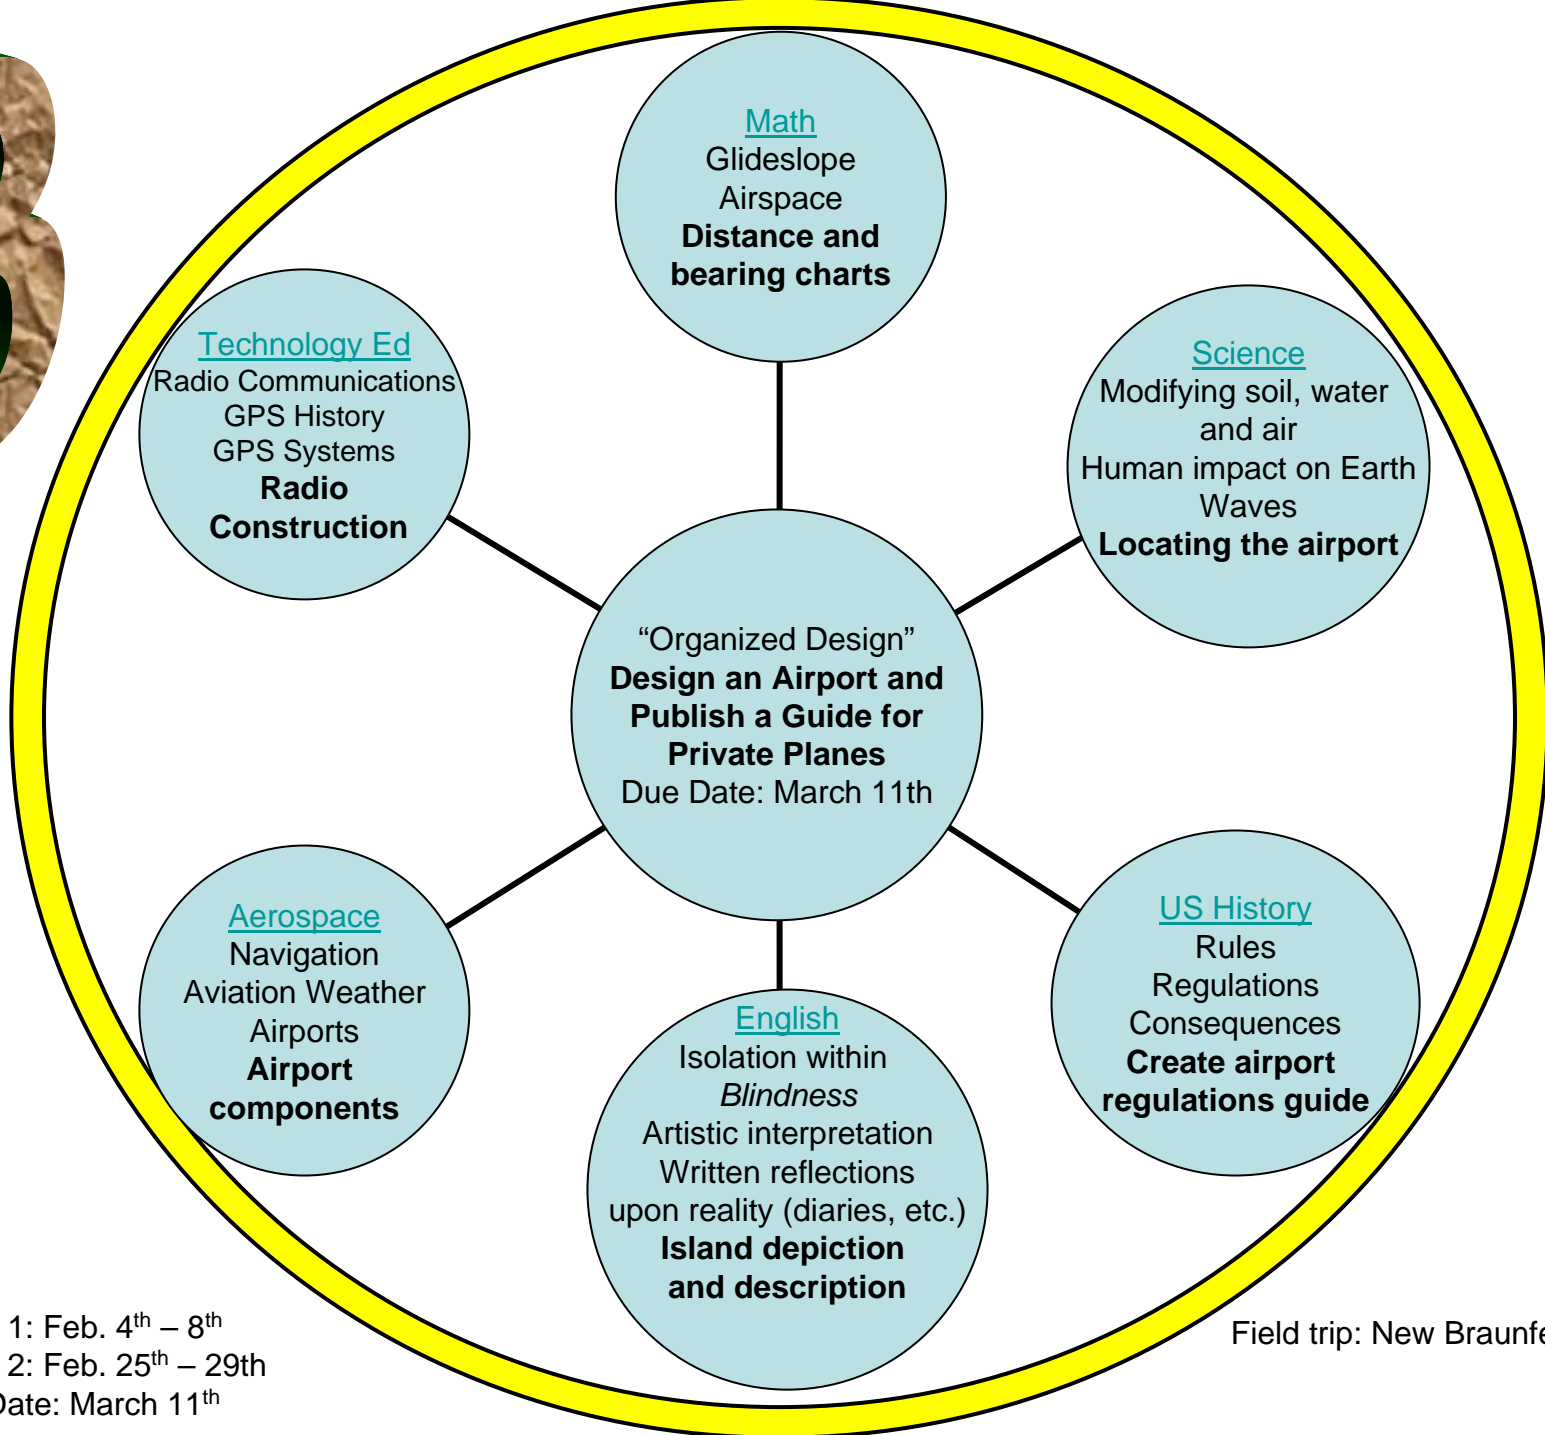 Math
Glideslope
Airspace
Distance and
bearing charts
Technology Ed
Radio Communications
GPS History
GPS Systems
Radio
Construction
Science
Modifying soil, water
and air
Human impact on Earth
Waves
Locating the airport
“Organized Design”
Design an Airport and
Publish a Guide for
Private Planes
Due Date: March 11th
Aerospace
Navigation
Aviation Weather
Airports
Airport
components
English
Isolation within
Blindness
Artistic interpretation
Written reflections
upon reality (diaries, etc.)
Island depiction
and description
US History
Rules
Regulations
Consequences
Create airport
regulations guide
1: Feb. 4th – 8th
2: Feb. 25th – 29th
Date: March 11th
Field trip: New Braunfe